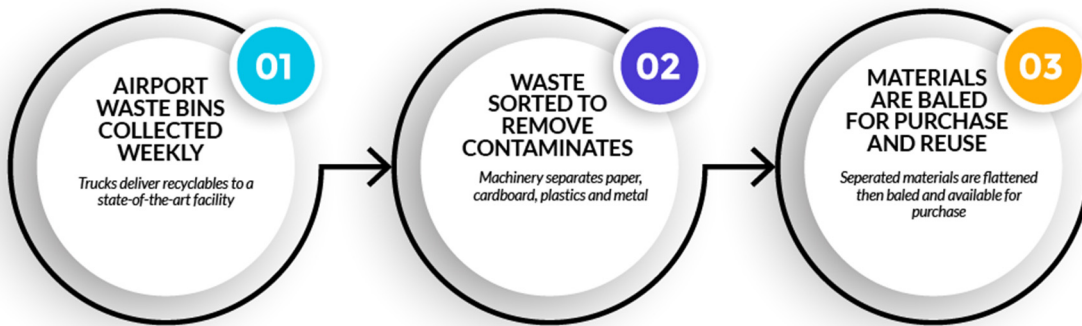 01
AIRPORT
WASTE BINS
COLLECTED
WEEKLY
Trucks deliver recyclables to a
state-of-the-art facility
02
WASTE
SORTED TO
REMOVE
CONTAMINATES
Machinery separates paper,
cardboard, plastics and metal
03
MATERIALS
ARE BALED
FOR PURCHASE
AND REUSE
Seperated materials are flattened
then baled and available for
purchase